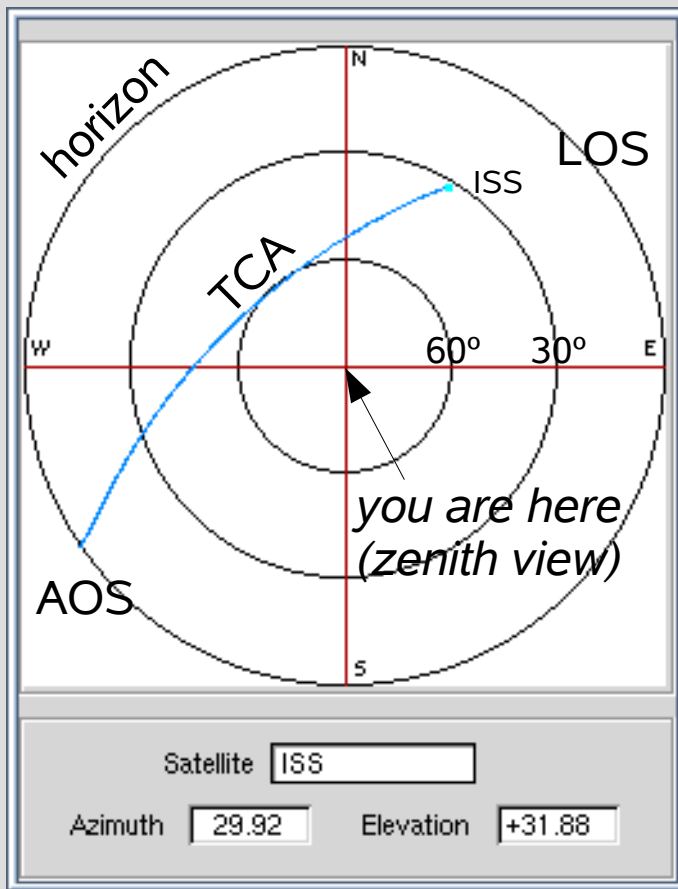 N
horizon
LOS
ISS
TCA
W
60º
30º
E
you are here
(zenith view)
AOS
S
Satellite ISS
Azimuth 29.92 Elevation +31.88